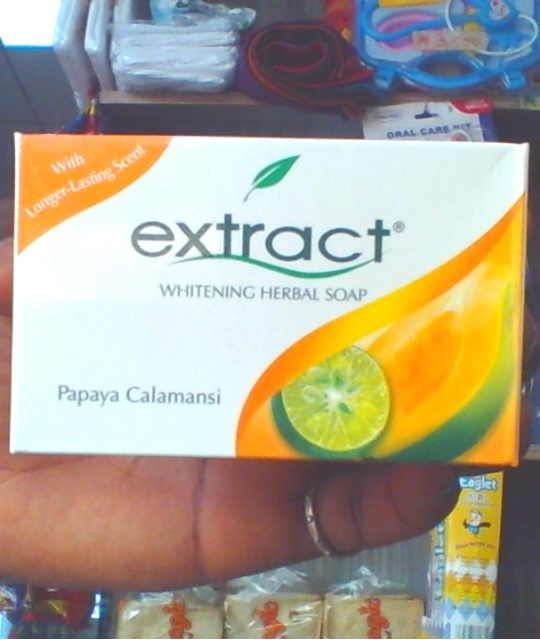 ORAL CARE KIT
With
Longer-Lasting Scent
extract®
WHITENING HERBAL SOAP
Papaya Calamansi
Eaglet